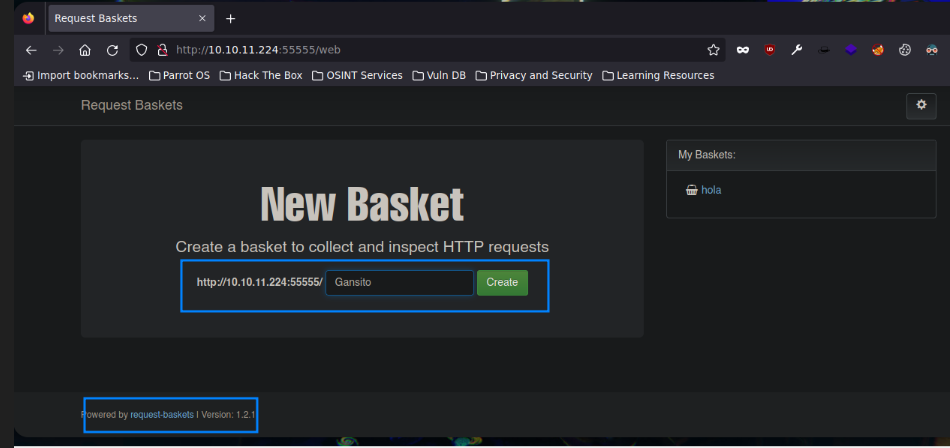 Request Baskets
http://10.10.11.224:55555/web
Import bookmarks... Parrot OS Hack The Box OSINT Services Vuln DB Privacy and Security Learning Resources
Request Baskets
New Basket
Create a basket to collect and inspect HTTP requests
http://10.10.11.224:55555/ Gansito Create
My Baskets:
hola
Powered by request-baskets | Version: 1.2.1